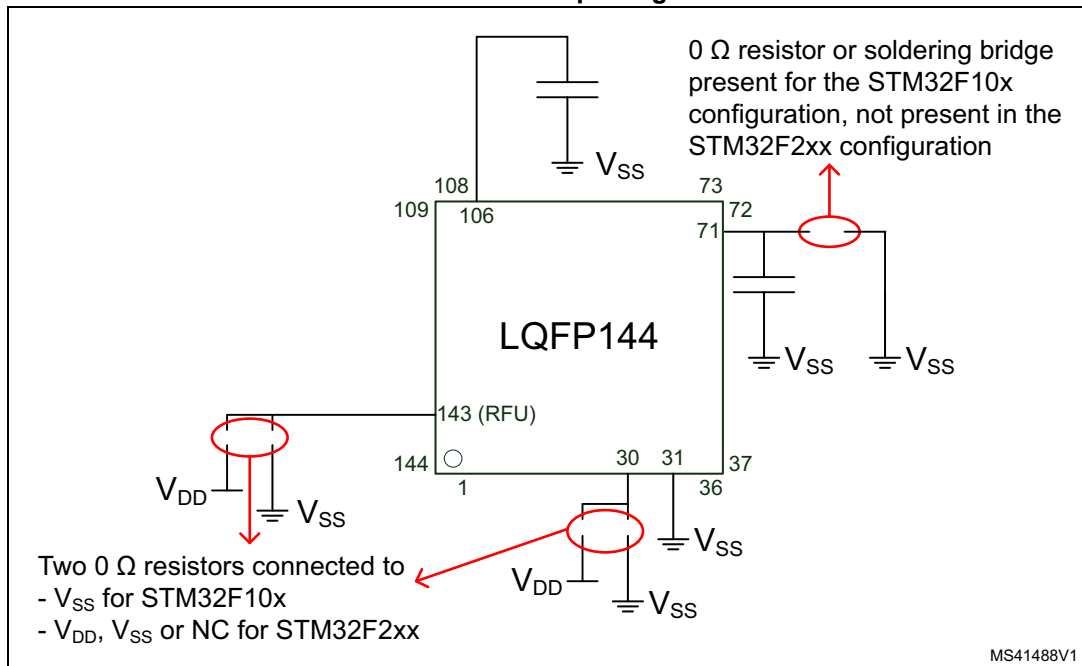 0 Ω resistor or soldering bridge
present for the STM32F10x
configuration, not present in the
STM32F2xx configuration
VSS
108
73
109
106
72
71
LQFP144
VSS
VSS
143 (RFU)
144
30
31
37
1
36
VDD
VSS
VSS
VDD
VSS
Two 0 Ω resistors connected to
- VSS for STM32F10x
- VDD, VSS or NC for STM32F2xx
MS41488V1